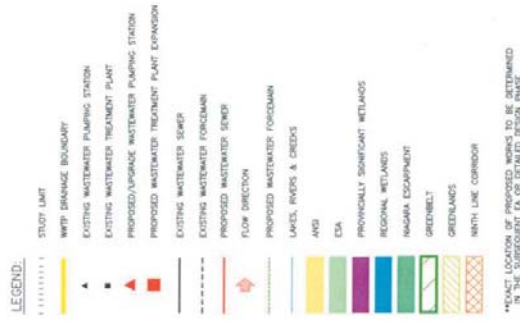 LEGEND:
STUDY LIMIT
WWTP DRAINAGE BOUNDARY
EXISTING WASTEWATER PUMPING STATION
EXISTING WASTEWATER TREATMENT PLANT
PROPOSED/UPGRADE WASTEWATER PUMPING STATION
PROPOSED WASTEWATER TREATMENT PLANT EXPANSION
EXISTING WASTEWATER SEWER
EXISTING WASTEWATER FORCEMAIN
PROPOSED WASTEWATER SEWER
FLOW DIRECTION
PROPOSED WASTEWATER FORCEMAIN
LAKES, RIVERS & CREEKS
ANSI
ESA
PROVINCIALLY SIGNIFICANT WETLANDS
REGIONAL WETLANDS
NIAGARA ESCARPMENT
GREENBELT
GREENLANDS
NINTH LINE CORRIDOR
**EXACT LOCATION OF PROPOSED WORKS TO BE DETERMINED
IN THE SUBSEQUENT EA OR DETAILED DESIGN PHASE